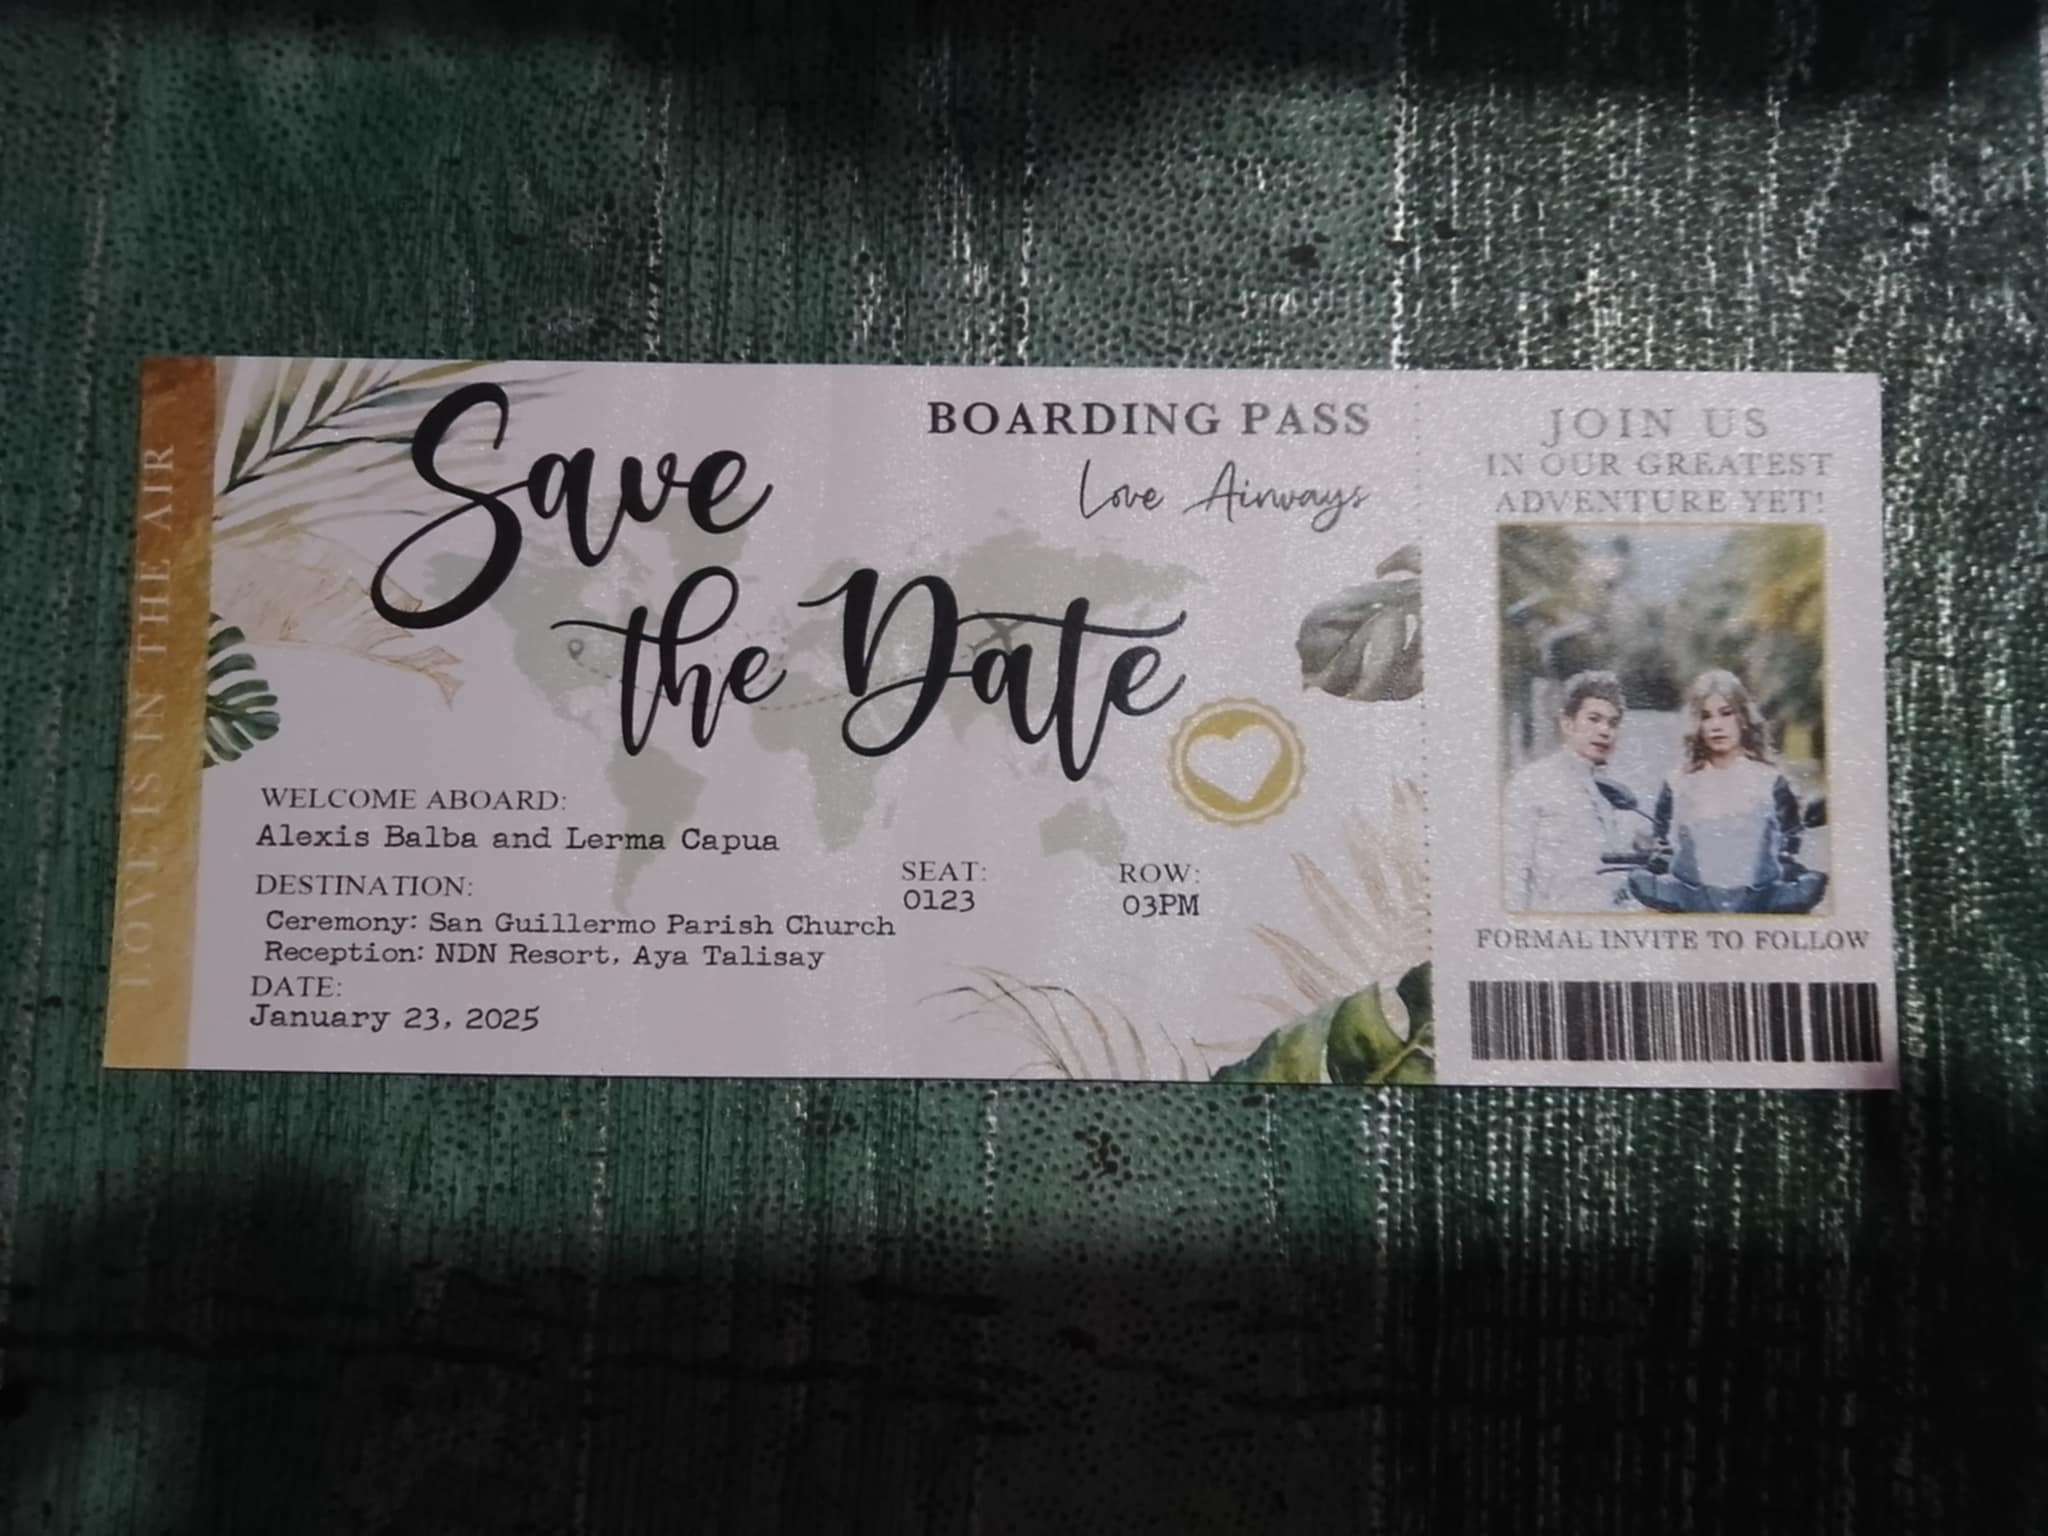 LOVE IS IN THE AIR
Save
the Date
BOARDING PASS
Love Airways
WELCOME ABOARD:
Alexis Balba and Lerma Capua
DESTINATION:
Ceremony: San Guillermo Parish Church
Reception: NDN Resort, Aya Talisay
DATE:
January 23, 2025
SEAT:
0123
ROW:
03PM
JOIN US
IN OUR GREATEST
ADVENTURE YET!
FORMAL INVITE TO FOLLOW